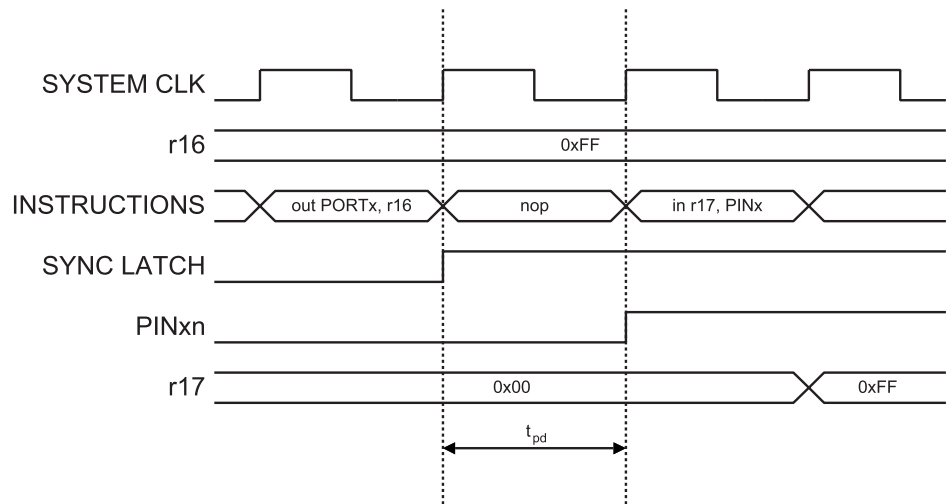 SYSTEM CLK
r16
0xFF
INSTRUCTIONS
out PORTx, r16
nop
in r17, PINx
SYNC LATCH
PINxn
r17
0x00
0xFF
tpd